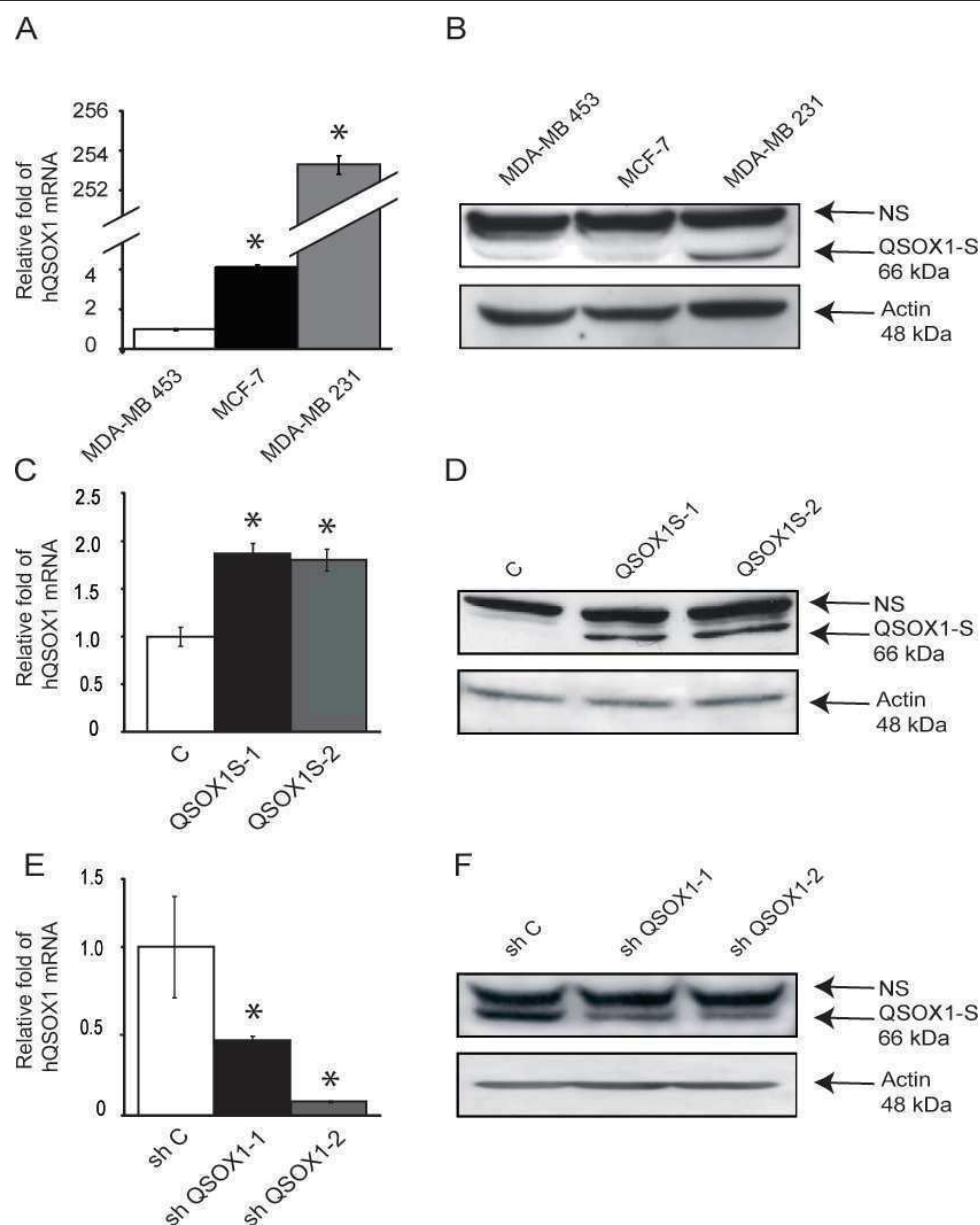 A
Relative fold of
hQSOX1 mRNA
256
254
252
4
2
0
*
*
MDA-MB 453
MCF-7
MDA-MB 231
B
MDA-MB 453
MCF-7
MDA-MB 231
NS
QSOX1-S
66 kDa
Actin
48 kDa
C
Relative fold of
hQSOX1 mRNA
2.5
2.0
1.5
1.0
0.5
0
*
*
C
QSOX1S-1
QSOX1S-2
D
C
QSOX1S-1
QSOX1S-2
NS
QSOX1-S
66 kDa
Actin
48 kDa
E
Relative fold of
hQSOX1 mRNA
1.5
1.0
0.5
0
*
*
sh C
sh QSOX1-1
sh QSOX1-2
F
sh C
sh QSOX1-1
sh QSOX1-2
NS
QSOX1-S
66 kDa
Actin
48 kDa